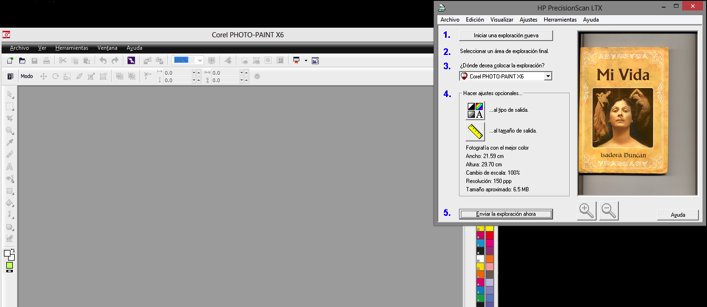 Corel PHOTO-PAINT X6
Archivo Ver Herramientas Ventana Ayuda
100%
Modo
0.0
0.0
0.0
0.0
HP PrecisionScan LTX
Archivo Edición Visualizar Ajustes Herramientas Ayuda
1. Iniciar una exploración nueva
2. Seleccionar un área de exploración final.
3. ¿Dónde desea colocar la exploración?
Corel PHOTO-PAINT X6
4. Hacer ajustes opcionales...
A
...al tipo de salida.
...al tamaño de salida.
Fotografía con el mejor color
Ancho: 21.59 cm
Altura: 29.70 cm
Cambio de escala: 100%
Resolución: 150 ppp
Tamaño aproximado: 6.5 MB
5. Enviar la exploración ahora
Ayuda
Mi Vida
Isadora Duncan